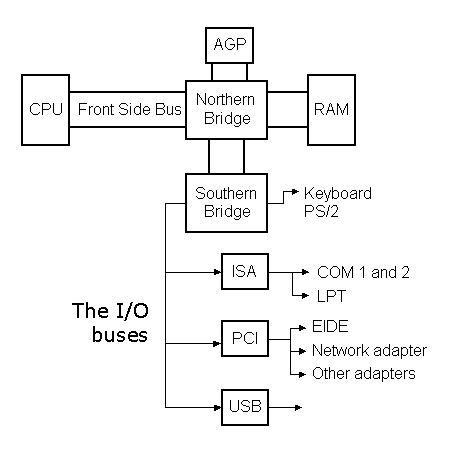 AGP
CPU
Front Side Bus
Northern
Bridge
RAM
Southern
Bridge
Keyboard
PS/2
ISA
COM 1 and 2
LPT
The I/O
buses
PCI
EIDE
Network adapter
Other adapters
USB